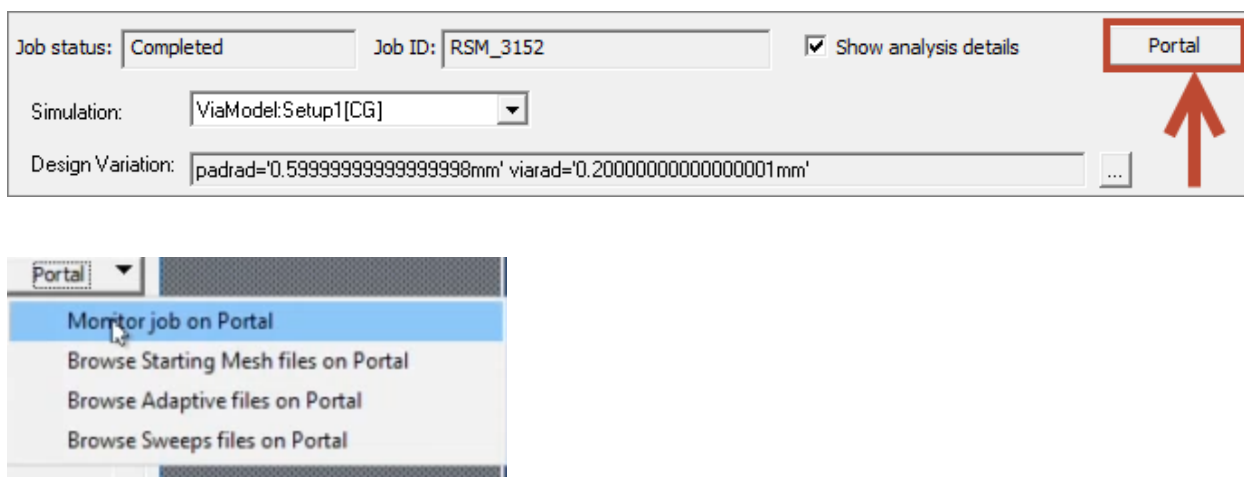 Job status: Completed Job ID: RSM_3152 Show analysis details Portal
Simulation: ViaModel:Setup1[CG]
Design Variation: padrad='0.59999999999999998mm' viarad='0.20000000000000001mm' ...
Portal
Monitor job on Portal
Browse Starting Mesh files on Portal
Browse Adaptive files on Portal
Browse Sweeps files on Portal